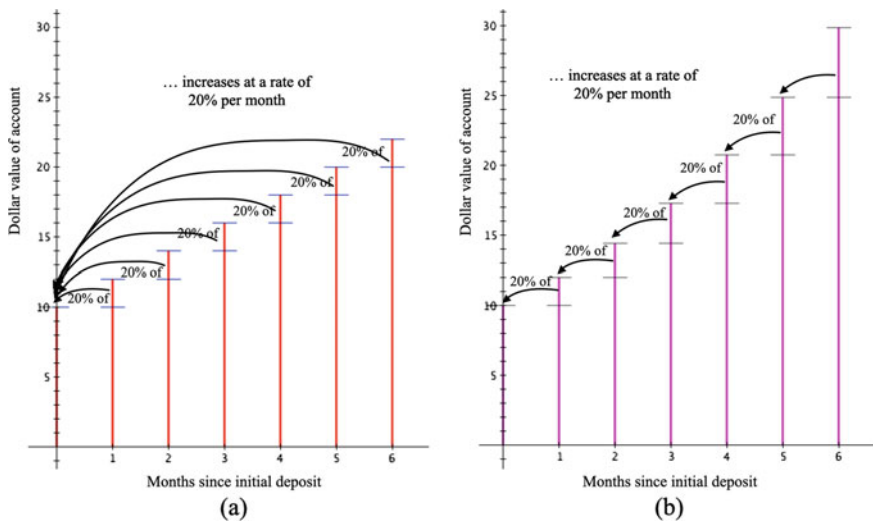 30
25
20
15
10
5
Dollar value of account
… increases at a rate of
20% per month
20% of
20% of
20% of
20% of
20% of
20% of
1 2 3 4 5 6
Months since initial deposit
(a)
30
25
20
15
10
5
Dollar value of account
… increases at a rate of
20% per month
20% of
20% of
20% of
20% of
20% of
1 2 3 4 5 6
Months since initial deposit
(b)